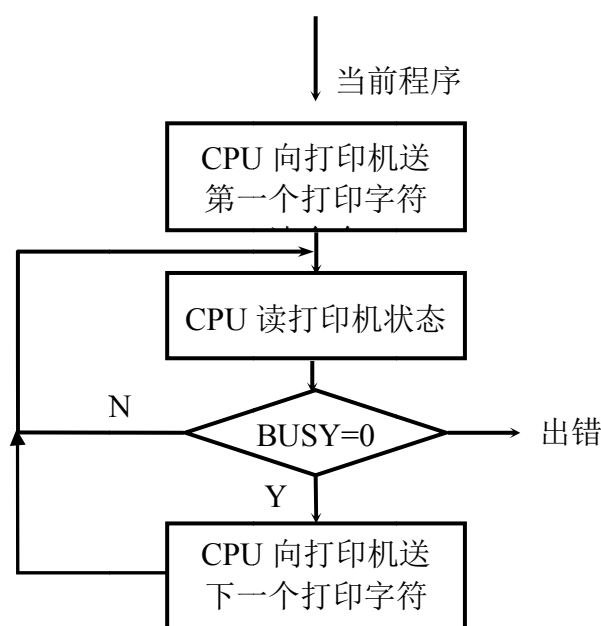 当前程序
CPU 向打印机送
第一个打印字符
CPU 读打印机状态
N
BUSY=0
出错
Y
CPU 向打印机送
下一个打印字符